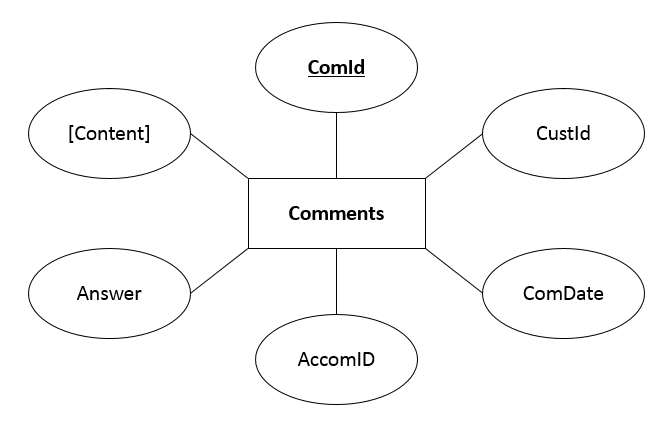 ComId
[Content]
CustId
Comments
Answer
ComDate
AccomID